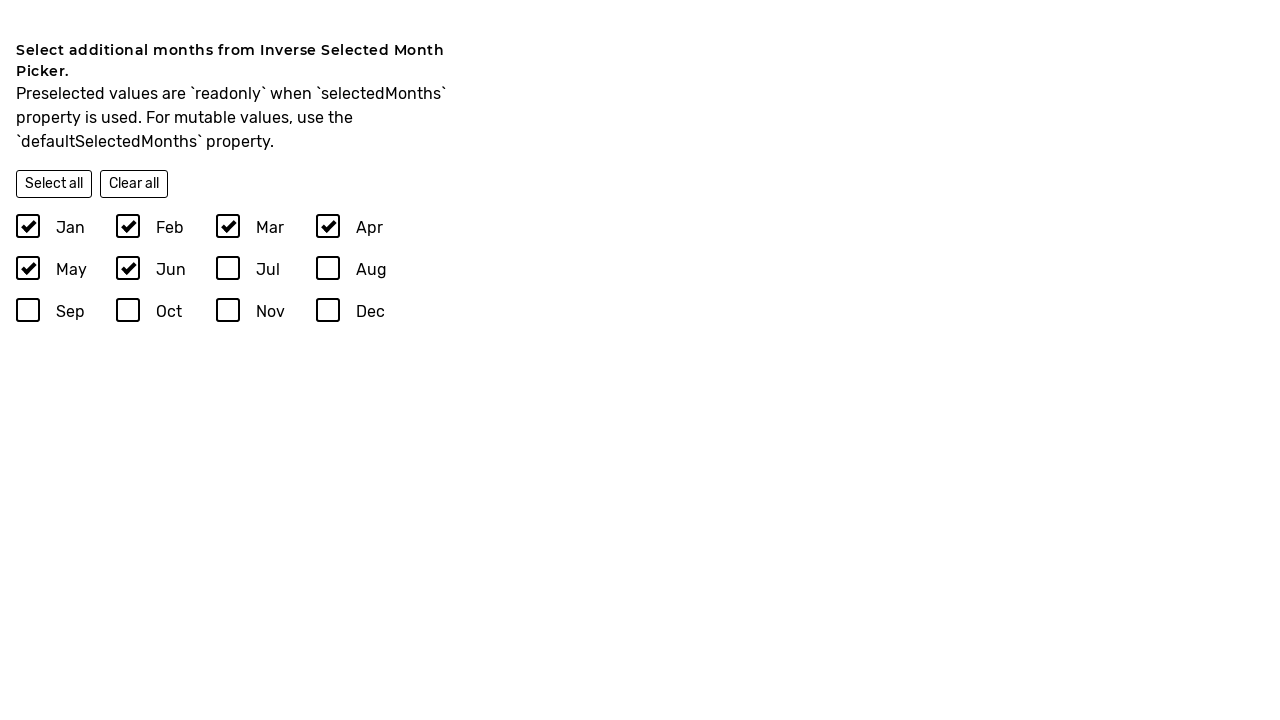 Select additional months from Inverse Selected Month
Picker.
Preselected values are `readonly` when `selectedMonths`
property is used. For mutable values, use the
`defaultSelectedMonths` property.
Select all Clear all
Jan Feb Mar Apr
May Jun Jul Aug
Sep Oct Nov Dec